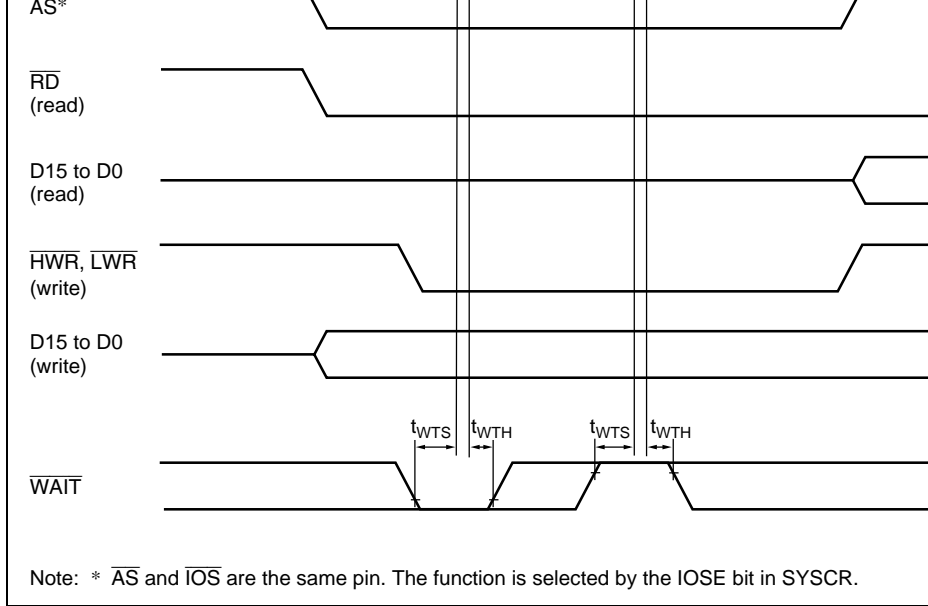 AS*
RD
(read)
D15 to D0
(read)
HWR, LWR
(write)
D15 to D0
(write)
tWTS tWTH tWTS tWTH
WAIT
Note: * AS and IOS are the same pin. The function is selected by the IOSE bit in SYSCR.